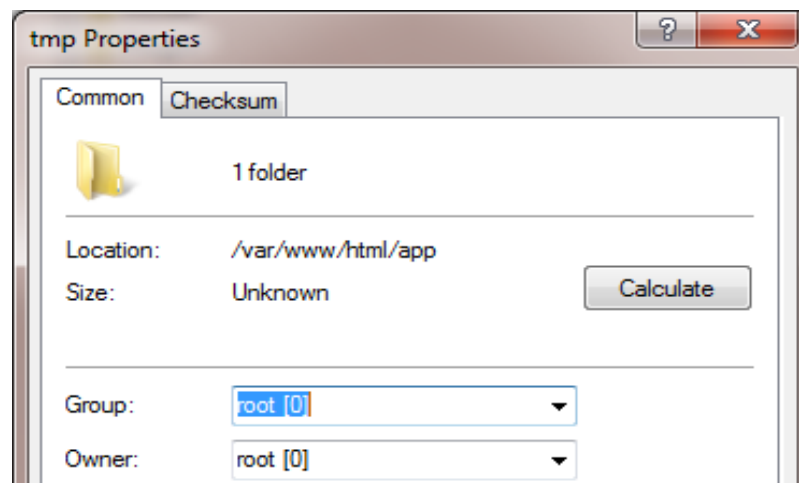 tmp Properties
?
Common Checksum
1 folder
Location: /var/www/html/app
Size: Unknown Calculate
Group: root [0]
Owner: root [0]